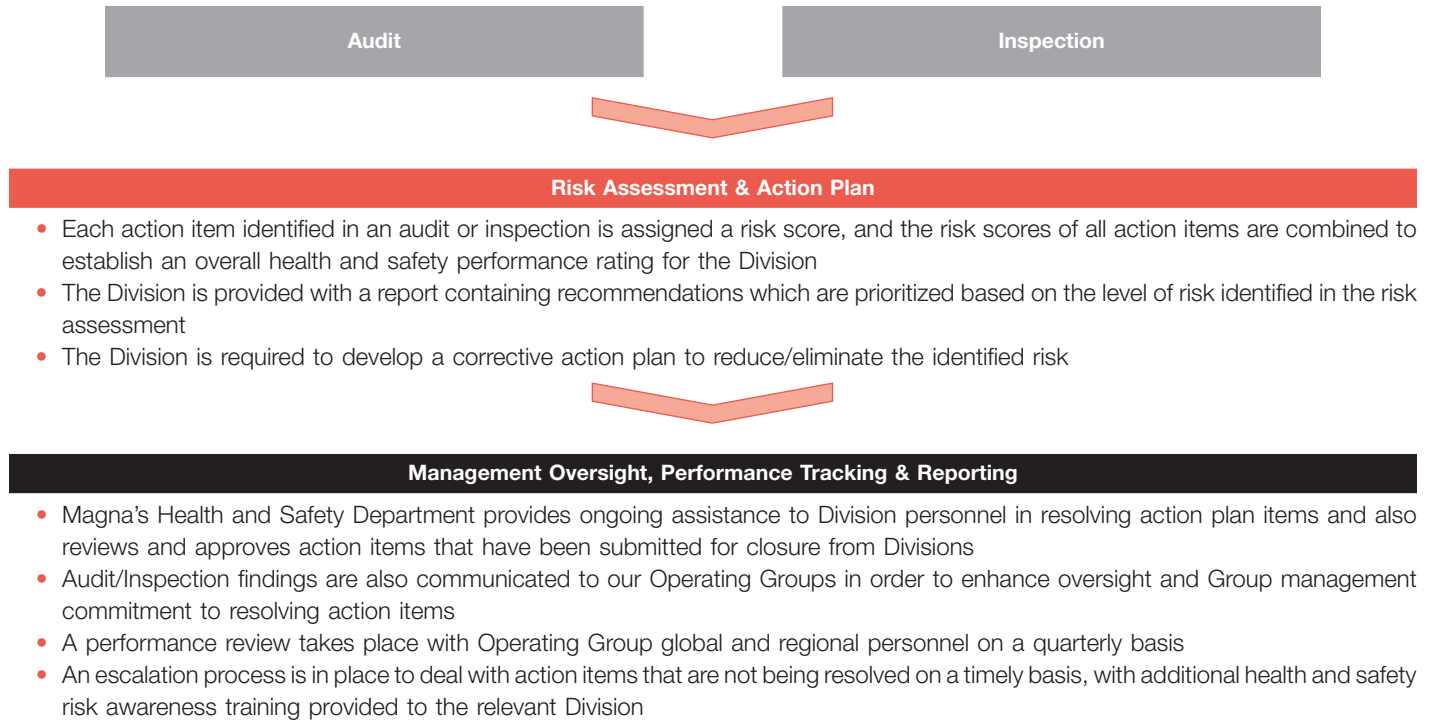 Audit
Inspection
Risk Assessment & Action Plan
• Each action item identified in an audit or inspection is assigned a risk score, and the risk scores of all action items are combined to
establish an overall health and safety performance rating for the Division
• The Division is provided with a report containing recommendations which are prioritized based on the level of risk identified in the risk
assessment
• The Division is required to develop a corrective action plan to reduce/eliminate the identified risk
Management Oversight, Performance Tracking & Reporting
• Magna's Health and Safety Department provides ongoing assistance to Division personnel in resolving action plan items and also
reviews and approves action items that have been submitted for closure from Divisions
• Audit/Inspection findings are also communicated to our Operating Groups in order to enhance oversight and Group management
commitment to resolving action items
• A performance review takes place with Operating Group global and regional personnel on a quarterly basis
• An escalation process is in place to deal with action items that are not being resolved on a timely basis, with additional health and safety
risk awareness training provided to the relevant Division